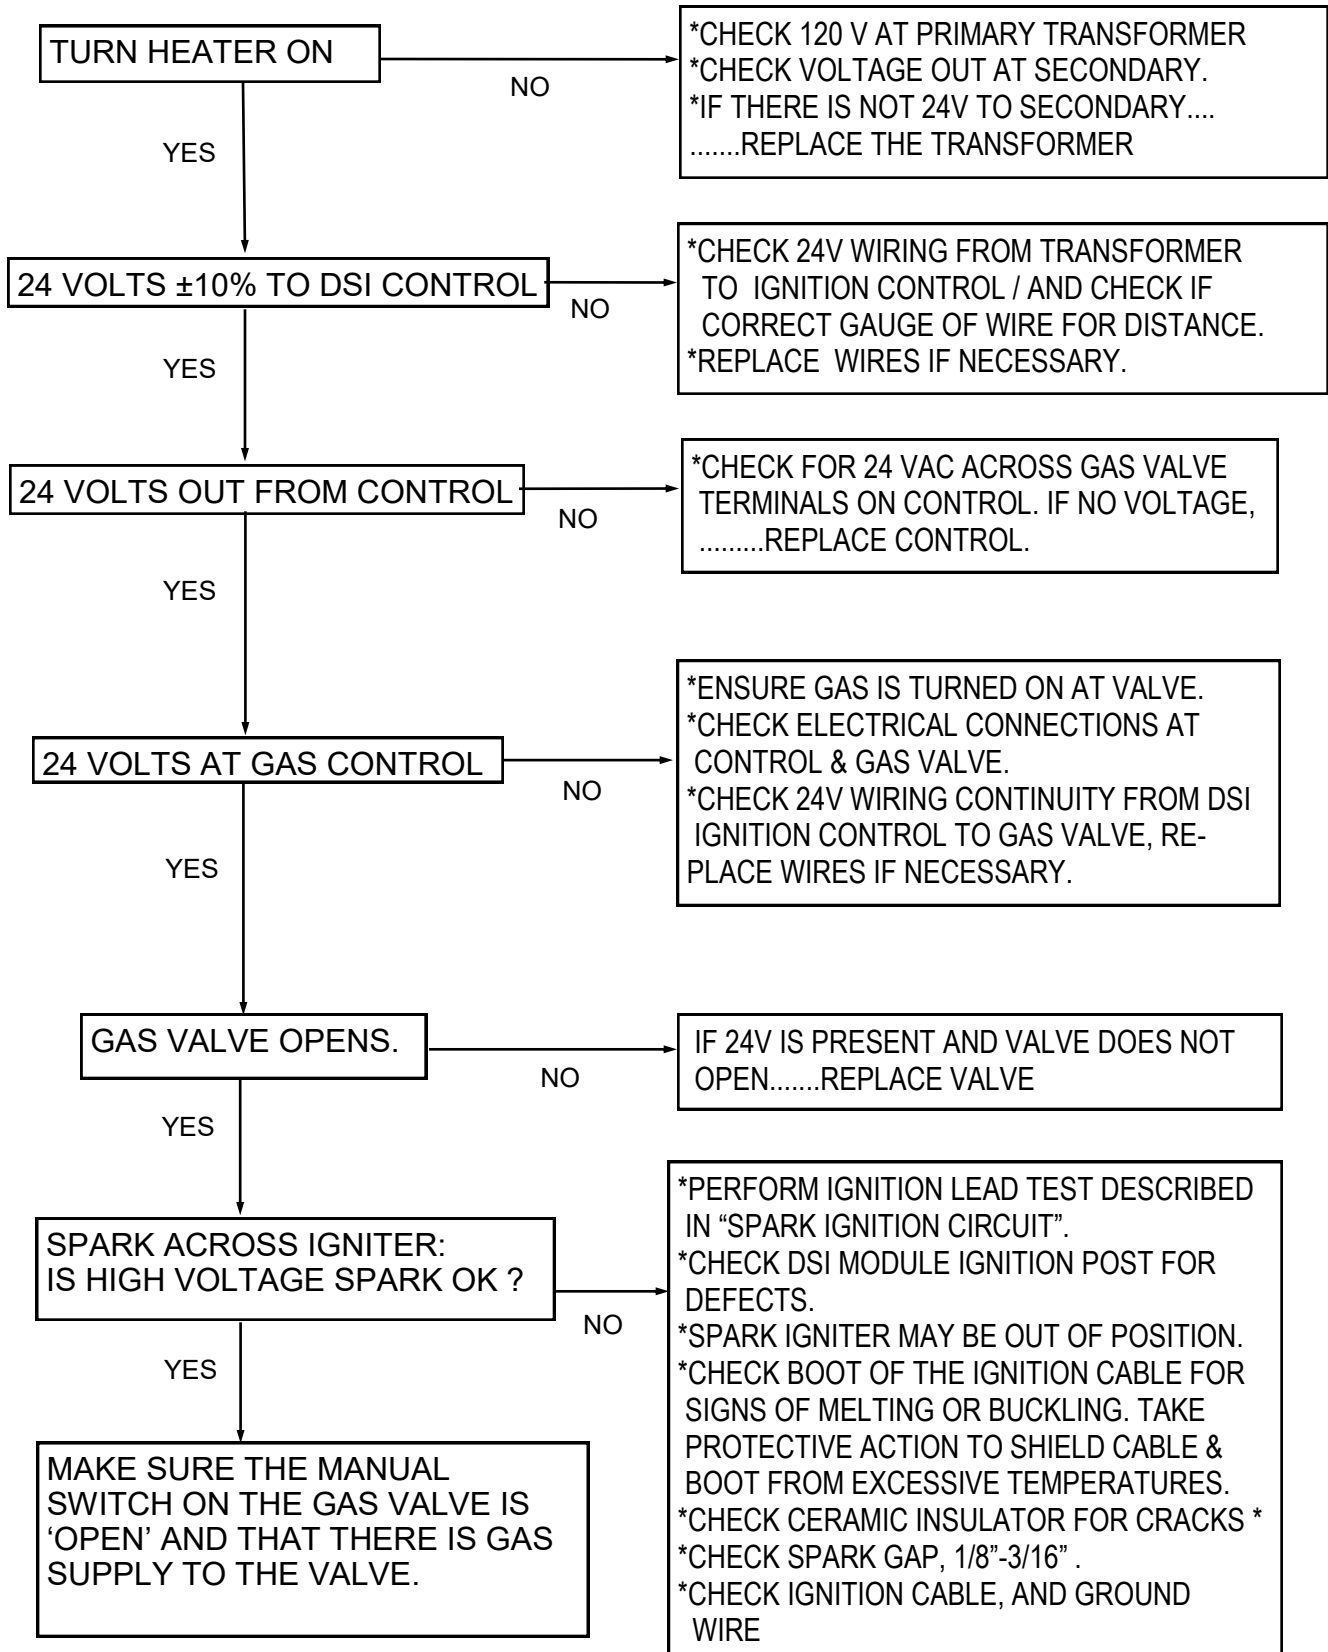 TURN HEATER ON
NO
*CHECK 120 V AT PRIMARY TRANSFORMER
*CHECK VOLTAGE OUT AT SECONDARY.
*IF THERE IS NOT 24V TO SECONDARY....
.......REPLACE THE TRANSFORMER
YES
24 VOLTS ±10% TO DSI CONTROL
NO
*CHECK 24V WIRING FROM TRANSFORMER
TO IGNITION CONTROL / AND CHECK IF
CORRECT GAUGE OF WIRE FOR DISTANCE.
*REPLACE WIRES IF NECESSARY.
YES
24 VOLTS OUT FROM CONTROL
NO
*CHECK FOR 24 VAC ACROSS GAS VALVE
TERMINALS ON CONTROL. IF NO VOLTAGE,
.........REPLACE CONTROL.
YES
24 VOLTS AT GAS CONTROL
NO
*ENSURE GAS IS TURNED ON AT VALVE.
*CHECK ELECTRICAL CONNECTIONS AT
CONTROL & GAS VALVE.
*CHECK 24V WIRING CONTINUITY FROM DSI
IGNITION CONTROL TO GAS VALVE, RE-
PLACE WIRES IF NECESSARY.
YES
GAS VALVE OPENS.
NO
IF 24V IS PRESENT AND VALVE DOES NOT
OPEN.......REPLACE VALVE
YES
SPARK ACROSS IGNITER:
IS HIGH VOLTAGE SPARK OK ?
NO
*PERFORM IGNITION LEAD TEST DESCRIBED
IN “SPARK IGNITION CIRCUIT”.
*CHECK DSI MODULE IGNITION POST FOR
DEFECTS.
*SPARK IGNITER MAY BE OUT OF POSITION.
*CHECK BOOT OF THE IGNITION CABLE FOR
SIGNS OF MELTING OR BUCKLING. TAKE
PROTECTIVE ACTION TO SHIELD CABLE &
BOOT FROM EXCESSIVE TEMPERATURES.
*CHECK CERAMIC INSULATOR FOR CRACKS *
*CHECK SPARK GAP, 1/8”-3/16” .
*CHECK IGNITION CABLE, AND GROUND
WIRE
YES
MAKE SURE THE MANUAL
SWITCH ON THE GAS VALVE IS
‘OPEN’ AND THAT THERE IS GAS
SUPPLY TO THE VALVE.